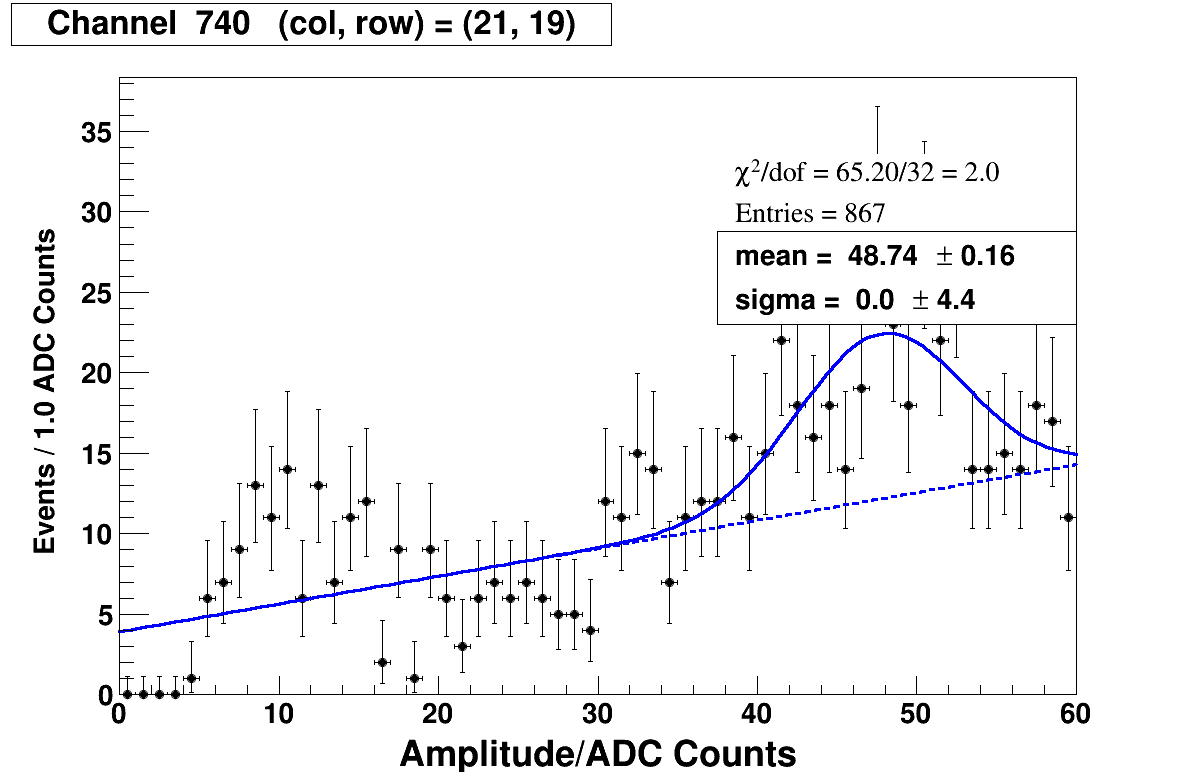 Channel 740 (col, row) = (21, 19)
χ²/dof = 65.20/32 = 2.0
Entries = 867
mean = 48.74 ± 0.16
sigma = 0.0 ± 4.4
Events / 1.0 ADC Counts
35
30
25
20
15
10
5
0
0 10 20 30 40 50 60
Amplitude/ADC Counts